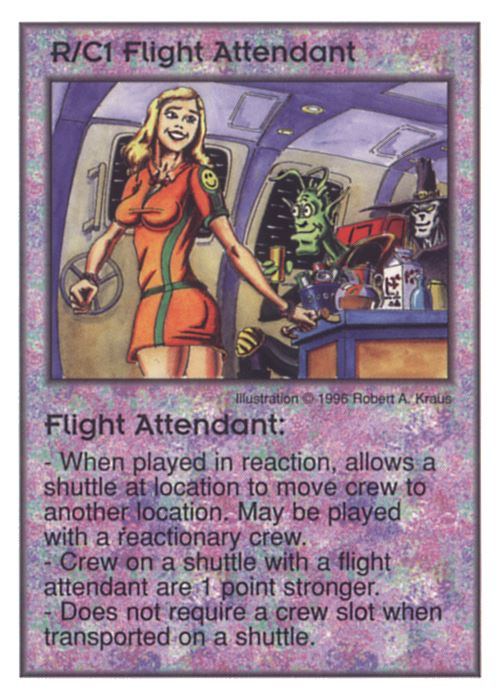 R/C1 Flight Attendant
Illustration © 1996 Robert A. Kraus
Flight Attendant:
- When played in reaction, allows a
shuttle at location to move crew to
another location. May be played
with a reactionary crew.
- Crew on a shuttle with a flight
attendant are 1 point stronger.
- Does not require a crew slot when
transported on a shuttle.